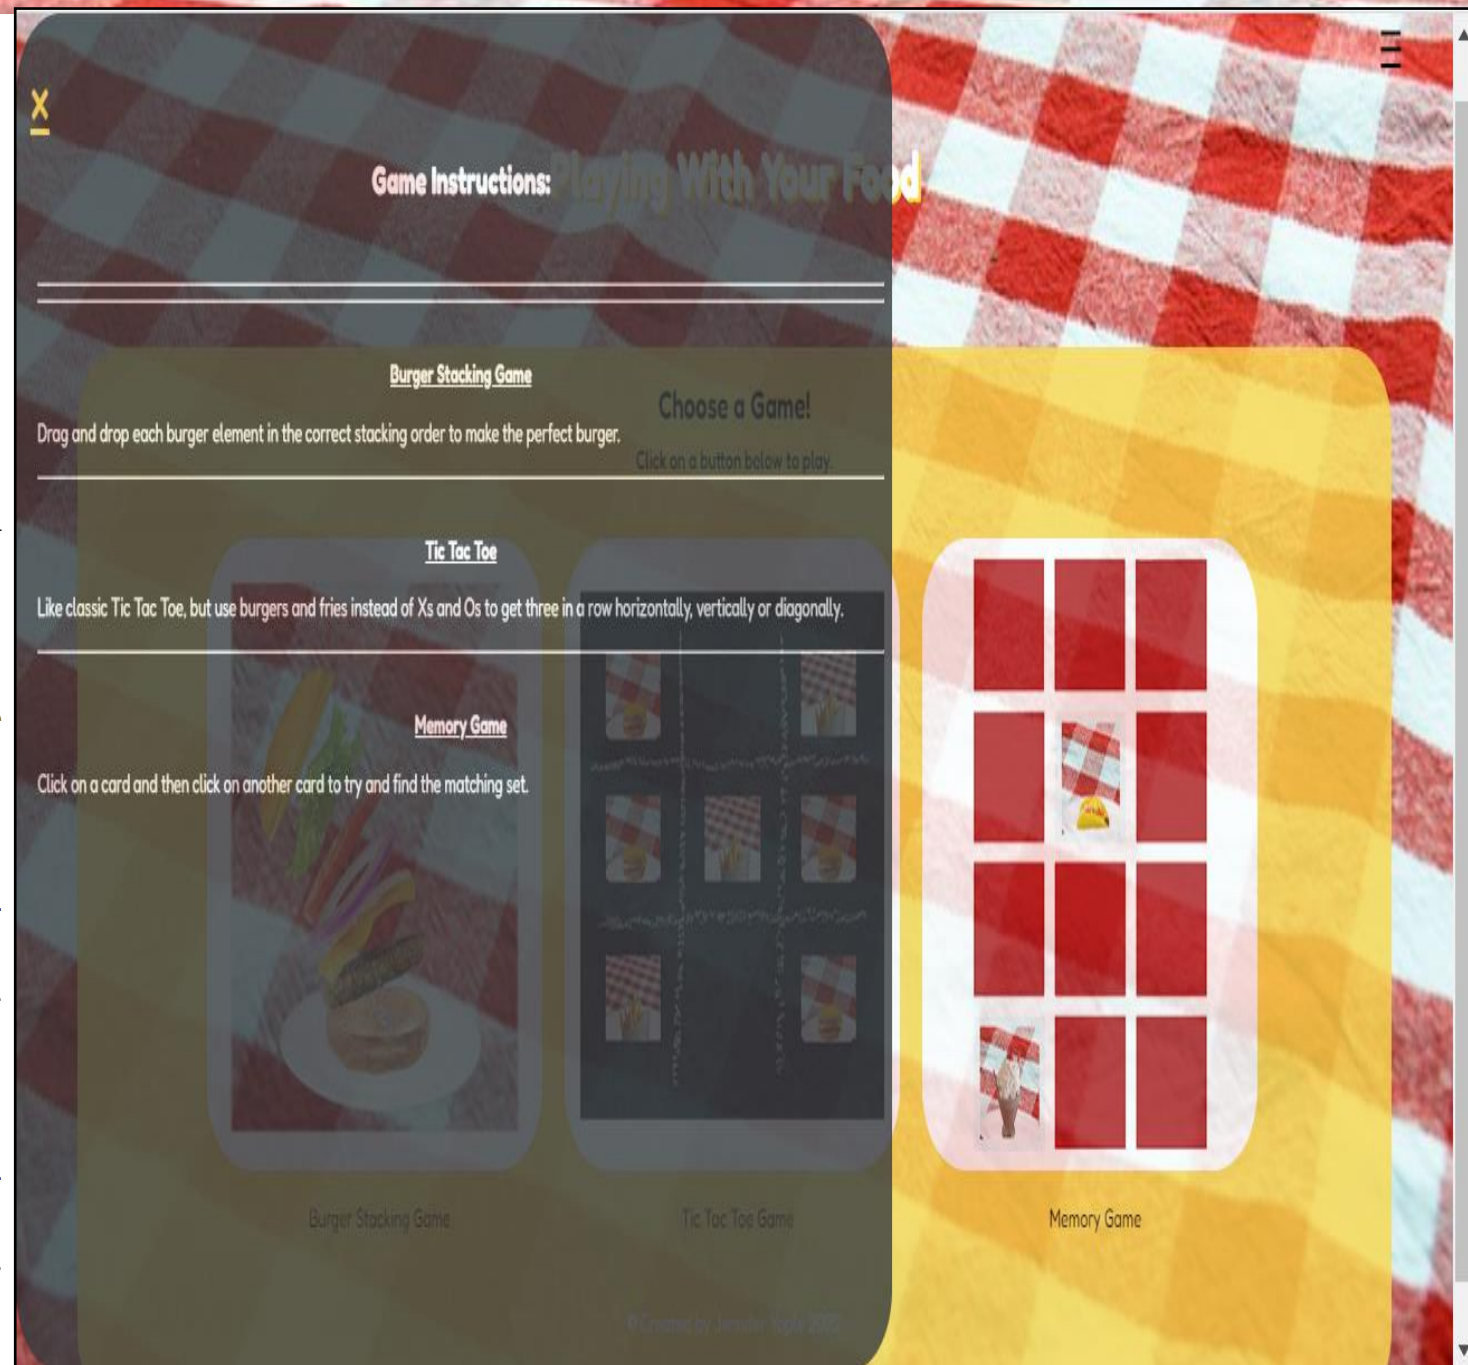 X
Game Instructions:
Playing With Your Food
Burger Stacking Game
Drag and drop each burger element in the correct stacking order to make the perfect burger.
Choose a Game!
Click on a button below to play.
Tic Tac Toe
Like classic Tic Tac Toe, but use burgers and fries instead of Xs and Os to get three in a row horizontally, vertically or diagonally.
Memory Game
Click on a card and then click on another card to try and find the matching set.
Burger Stacking Game
Tic Tac Toe Game
Memory Game
© Created by Jennifer 2022